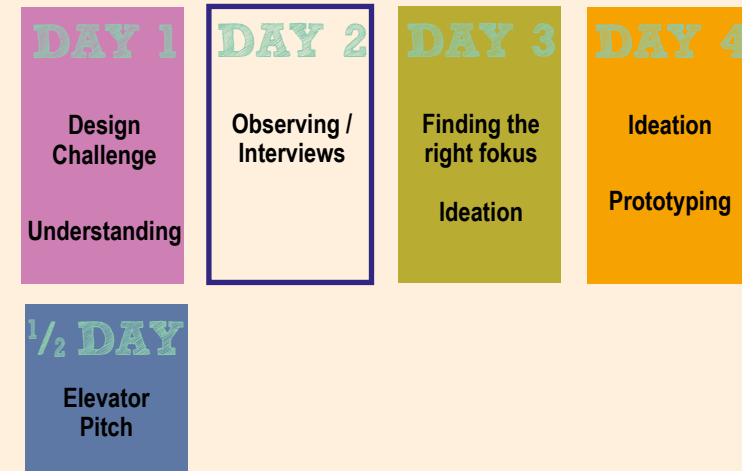 DAY 1
Design
Challenge
Understanding
DAY 2
Observing /
Interviews
DAY 3
Finding the
right fokus
Ideation
DAY 4
Ideation
Prototyping
1/2 DAY
Elevator
Pitch